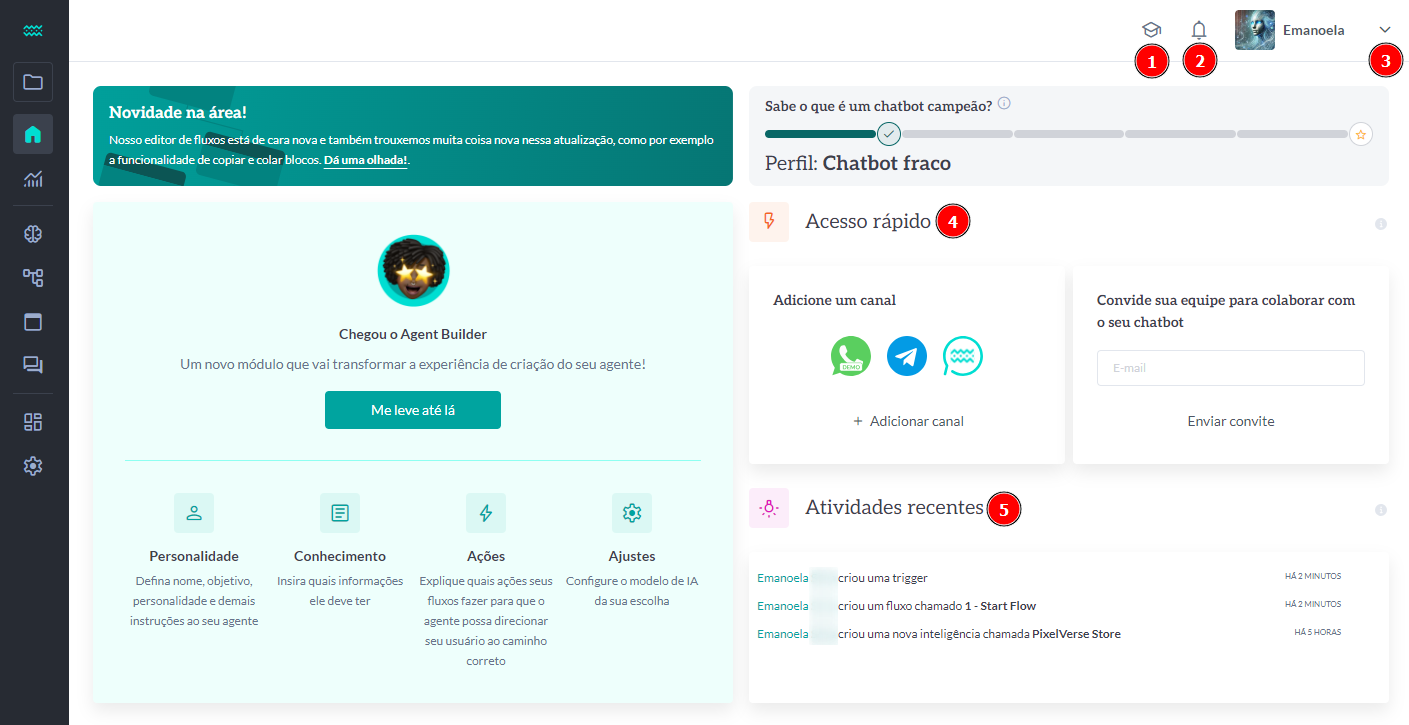 Emanoela
1
2
3
Novidade na área!
Nosso editor de fluxos está de cara nova e também trouxemos muita coisa nova nessa atualização, como por exemplo
a funcionalidade de copiar e colar blocos. Dá uma olhada!.
Sabe o que é um chatbot campeão?
Perfil: Chatbot fraco
Chegou o Agent Builder
Um novo módulo que vai transformar a experiência de criação do seu agente!
Me leve até lá
Personalidade
Defina nome, objetivo,
personalidade e demais
instruções ao seu agente
Conhecimento
Insira quais informações
ele deve ter
Ações
Explique quais ações seus
fluxos fazer para que o
agente possa direcionar
seu usuário ao caminho
correto
Ajustes
Configure o modelo de IA
da sua escolha
Acesso rápido 4
Adicione um canal
DEMO
+ Adicionar canal
Convide sua equipe para colaborar com
o seu chatbot
E-mail
Enviar convite
Atividades recentes 5
Emanoela criou uma trigger HÁ 2 MINUTOS
Emanoela criou um fluxo chamado 1 - Start Flow HÁ 2 MINUTOS
Emanoela criou uma nova inteligência chamada PixelVerse Store HÁ 5 HORAS